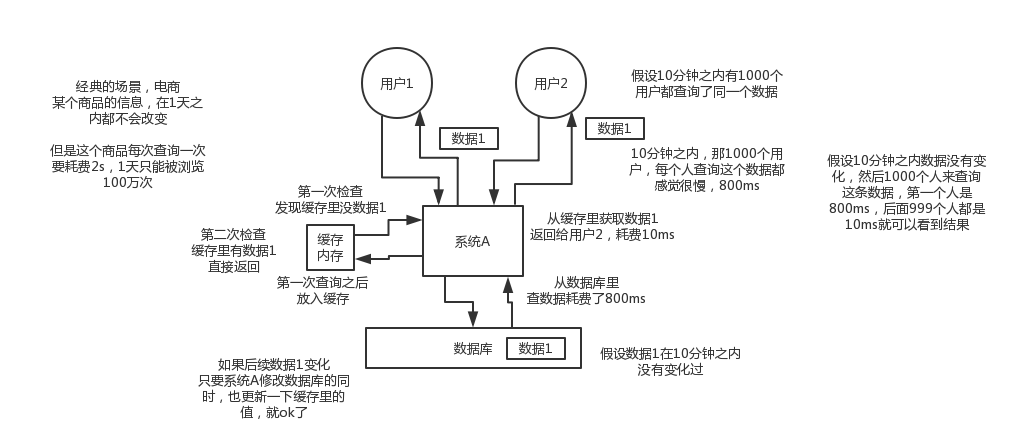 用户1
用户2
经典的场景，电商
某个商品的信息，在1天之
内都不会改变
但是这个商品每次查询一次
要耗费2s，1天只能被浏览
100万次
假设10分钟之内有1000个
用户都查询了同一个数据
数据1
数据1
10分钟之内，那1000个用
户，每个人查询这个数据都
感觉很慢，800ms
假设10分钟之内数据没有变
化，然后1000个人来查询
这条数据，第一个人是
800ms，后面999个人都是
10ms就可以看到结果
第一次检查
发现缓存里没数据1
第二次检查
缓存里有数据1
直接返回
缓存
内存
系统A
从缓存里获取数据1
返回给用户2，耗费10ms
第一次查询之后
放入缓存
从数据库里
查数据耗费了800ms
数据库
数据1
假设数据1在10分钟之内
没有变化过
如果后续数据1变化
只要系统A修改数据库的同
时，也更新一下缓存里的
值，就ok了